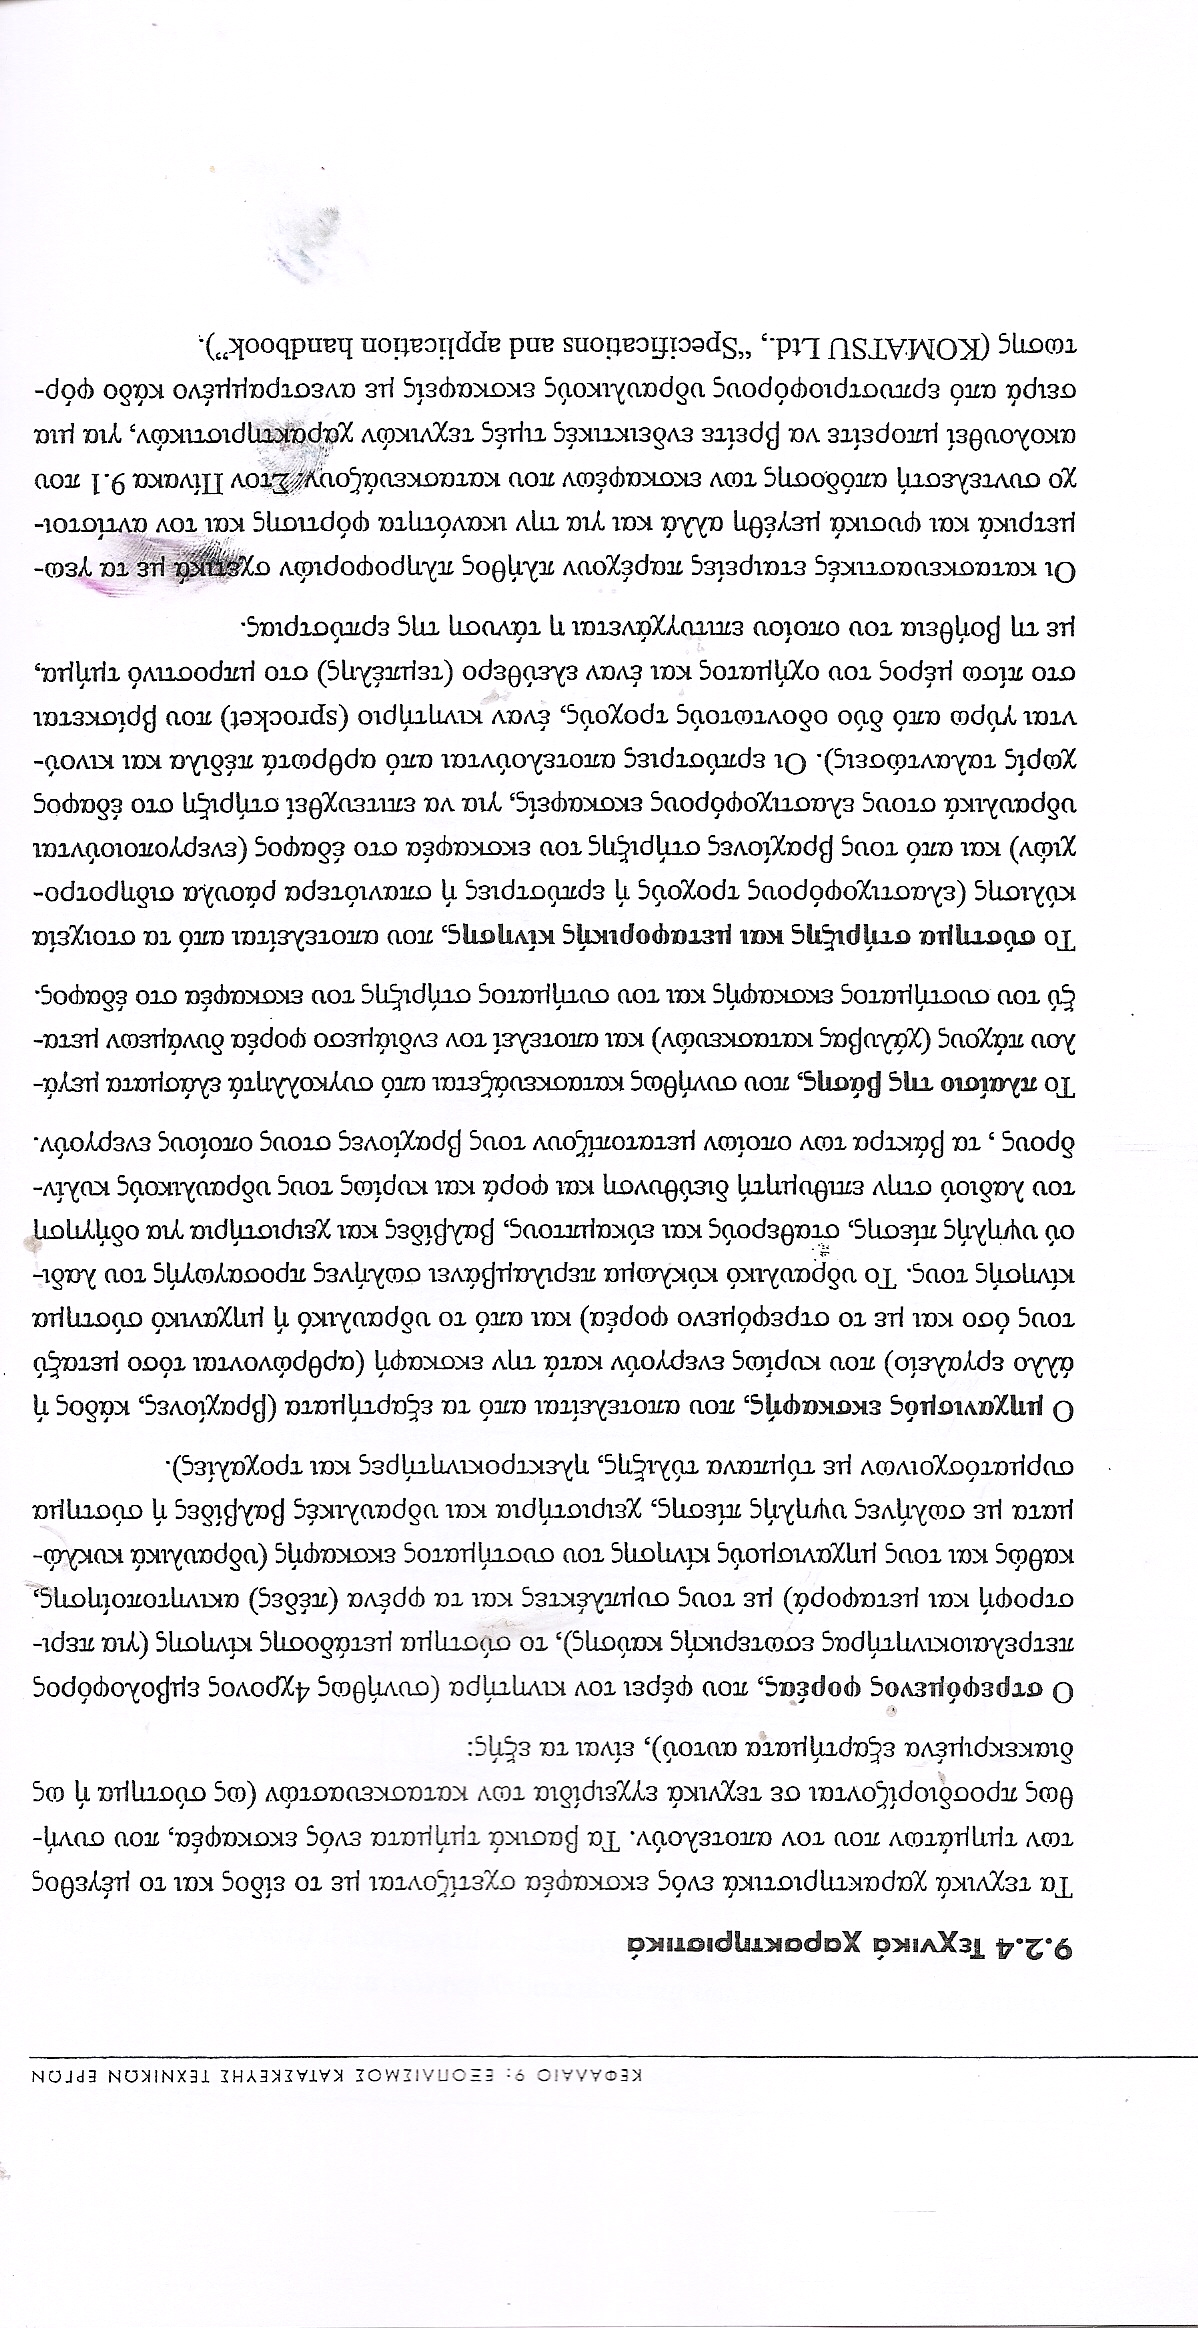 ΚΕΦΑΛΑΙΟ 9: ΕΞΟΠΛΙΣΜΟΣ ΚΑΤΑΣΚΕΥΗΣ ΤΕΧΝΙΚΩΝ ΕΡΓΩΝ
9.2.4 Τεχνικά χαρακτηριστικά
Τα τεχνικά χαρακτηριστικά ενός εκσκαφέα σχετίζονται με το είδος και το μέγεθος
των τμημάτων που τον αποτελούν. Τα βασικά τμήματα ενός εκσκαφέα, που συνή-
θως προσδιορίζονται σε τεχνικά εγχειρίδια των κατασκευαστών (ως σύστημα ή ως
διακεκριμένα εξαρτήματα αυτού), είναι τα εξής:
Ο στρεφόμενος φορέας, που φέρει τον κινητήρα (συνήθως 4χρονος εμβολοφόρος
πετρελαιοκινητήρας εσωτερικής καύσης), το σύστημα μετάδοσης κίνησης (για περι-
στροφή και μεταφορά) με τους συμπλέκτες και τα φρένα (πέδες) ακινητοποίησης,
καθώς και τους μηχανισμούς κίνησης του συστήματος εκσκαφής (υδραυλικά κυκλώ-
ματα με σωλήνες υψηλής πίεσης, χειριστήρια και υδραυλικές βαλβίδες ή σύστημα
συρματόσχοινων με τύμπανα τύλιξης, ηλεκτροκινητήρες και τροχαλίες).
Ο μηχανισμός εκσκαφής, που αποτελείται από τα εξαρτήματα (βραχίονες, κάδος ή
άλλο εργαλείο) που κυρίως ενεργούν κατά την εκσκαφή (αρθρώνονται τόσο μεταξύ
τους όσο και με το στρεφόμενο φορέα) και από το υδραυλικό ή μηχανικό σύστημα
κίνησής τους. Το υδραυλικό κύκλωμα περιλαμβάνει σωλήνες προσαγωγής του λαδι-
ού υψηλής πίεσης, σταθερούς και εύκαμπτους, βαλβίδες και χειριστήρια για οδήγηση
του λαδιού στην επιθυμητή διεύθυνση και φορά και κυρίως τους υδραυλικούς κυλίν-
δρους , τα βάκτρα των οποίων μετατοπίζουν τους βραχίονες στους οποίους ενεργούν.
Το πλαίσιο της βάσης, που συνήθως κατασκευάζεται από συγκολλητά ελάσματα μεγά-
λου πάχους (χάλυβας κατασκευών) και αποτελεί τον ενδιάμεσο φορέα δυνάμεων μετα-
ξύ του συστήματος εκσκαφής και του συτήματος στήριξης του εκσκαφέα στο έδαφος.
Το σύστημα στήριξης και μεταφορικής κίνησης, που αποτελείται από τα στοιχεία
κύλισης (ελαστιχοφόρους τροχούς ή ερπύστριες ή σπανιότερα ράουλα σιδηροτρο-
χιών) και από τους βραχίονες στήριξης του εκσκαφέα στο έδαφος (ενεργοποιούνται
υδραυλικά στους ελαστιχοφόρους εκσκαφείς, για να επιτευχθεί στήριξη στο έδαφος
χωρίς ταλαντώσεις). Οι ερπύστριες αποτελούνται από αρθρωτά πέδιλα και κινού-
νται γύρω από δύο οδοντωτούς τροχούς, έναν κινητήριο (sprocket) που βρίσκεται
στο πίσω μέρος του οχήματος και έναν ελεύθερο (τεμπέλης) στο μπροστινό τμήμα,
με τη βοήθεια του οποίου επιτυγχάνεται η τάνυση της ερπύστριας.
Οι κατασκευαστικές εταιρείες παρέχουν πλήθος πληροφοριών σχετικά με τα γεω-
μετρικά και φυσικά μεγέθη αλλά και για την ικανότητα φόρτισης και τον αντίστοι-
χο συντελεστή απόδοσης των εκσκαφέων που κατασκευάζουν. Στον Πίνακα 9.1 που
ακολουθεί μπορείτε να βρείτε ενδεικτικές τιμές τεχνικών χαρακτηριστικών, για μια
σειρά από ερπυστριοφόρους υδραυλικούς εκσκαφείς με ανεστραμμένο κάδο φόρ-
τωσης (KOMATSU Ltd., “Specifications and application handbook”).